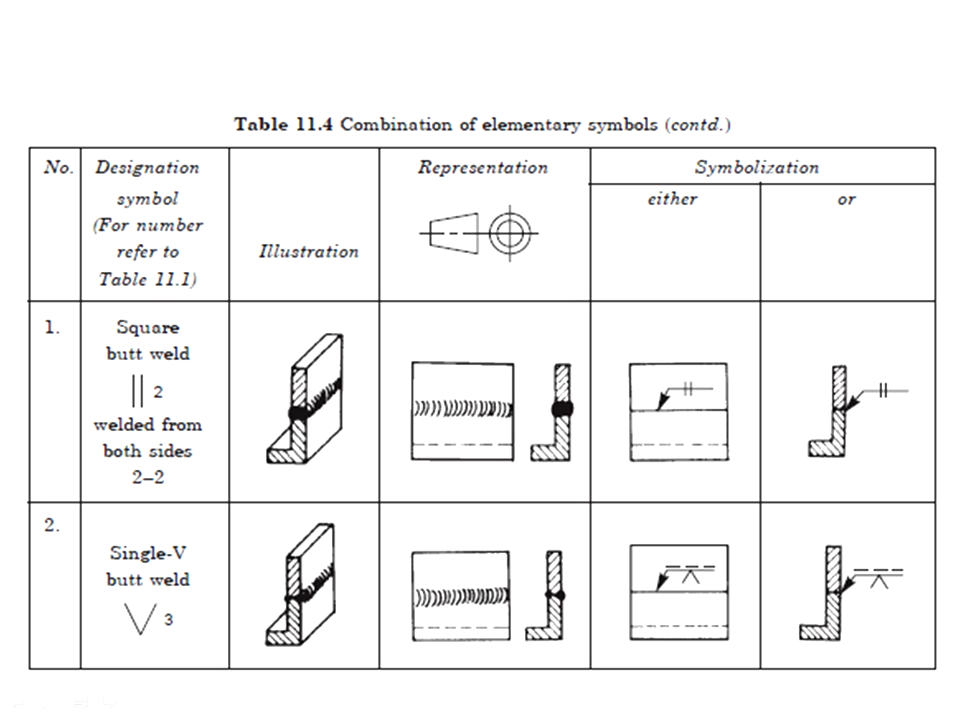 Table 11.4 Combination of elementary symbols (contd.)
No.
Designation
symbol
(For number
refer to
Table 11.1)
Illustration
Representation
Symbolization
either
or
1.
Square
butt weld
2
welded from
both sides
2–2
2.
Single-V
butt weld
3